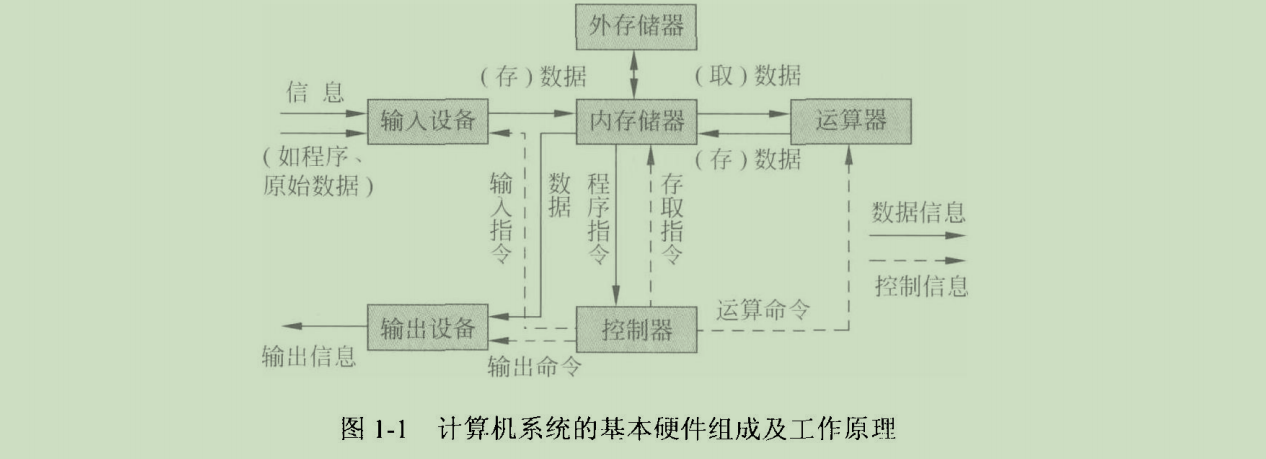 外存储器
(存)数据
(取)数据
信 息
输入设备
内存储器
运算器
(如程序、
原始数据)
(存)数据
输入指令
数据
程序指令
存取指令
数据信息
控制信息
输出设备
控制器
运算命令
输出信息
输出命令
图 1-1 计算机系统的基本硬件组成及工作原理